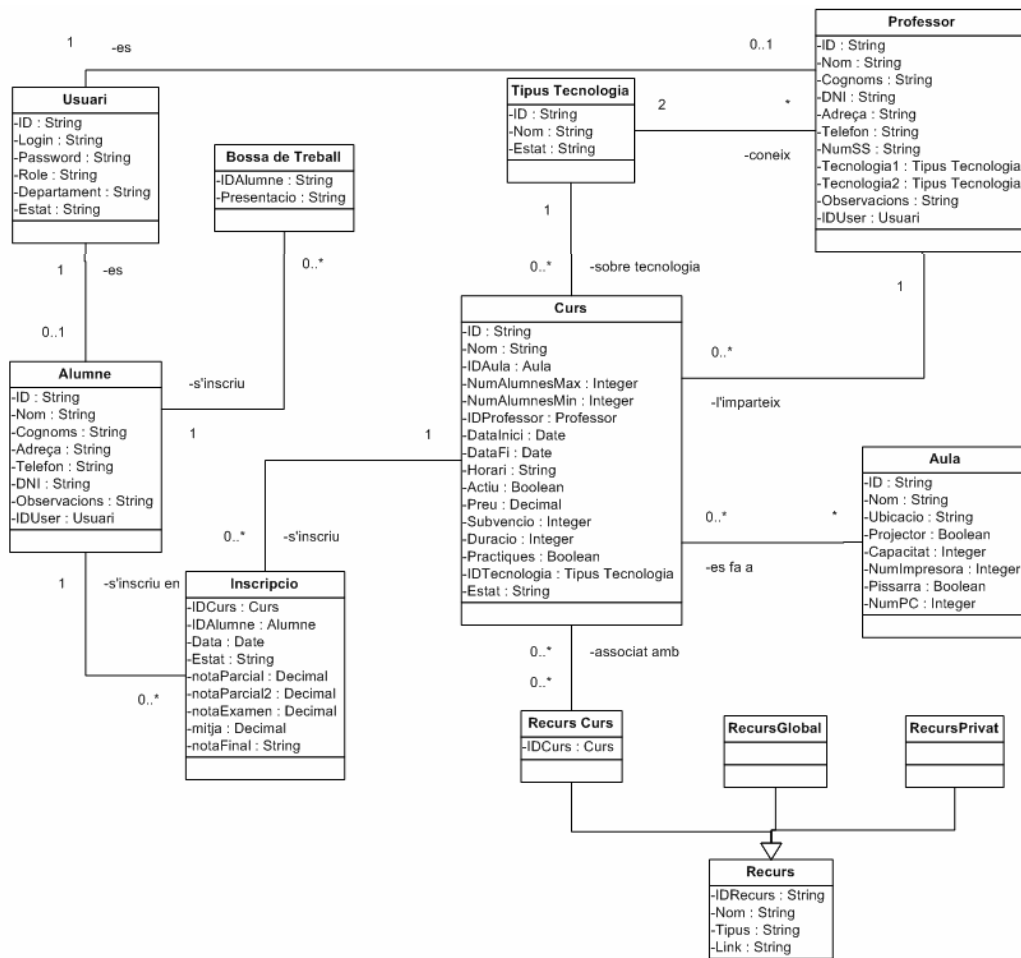 Professor
-ID : String
-Nom : String
-Cognoms : String
-DNI : String
-Adreça : String
-Telefon : String
-NumSS : String
-Tecnologia1 : Tipus Tecnologia
-Tecnologia2 : Tipus Tecnologia
-Observacions : String
-IDUser : Usuari
1
-es
0..1
Usuari
-ID : String
-Login : String
-Password : String
-Role : String
-Departament : String
-Estat : String
Tipus Tecnologia
-ID : String
-Nom : String
-Estat : String
2
*
-coneix
Bossa de Treball
-IDAlumne : String
-Presentacio : String
1
-es
0..1
0..*
-s'inscriu
1
1
0..*
-sobre tecnologia
1
0..*
-l'imparteix
Alumne
-ID : String
-Nom : String
-Cognoms : String
-Adreça : String
-Telefon : String
-DNI : String
-Observacions : String
-IDUser : Usuari
Curs
-ID : String
-Nom : String
-IDAula : Aula
-NumAlumnesMax : Integer
-NumAlumnesMin : Integer
-IDProfessor : Professor
-DataInici : Date
-DataFi : Date
-Horari : String
-Actiu : Boolean
-Preu : Decimal
-Subvencio : Integer
-Duracio : Integer
-Practiques : Boolean
-IDTecnologia : Tipus Tecnologia
-Estat : String
Aula
-ID : String
-Nom : String
-Ubicacio : String
-Projector : Boolean
-Capacitat : Integer
-NumImpresora : Integer
-Pissarra : Boolean
-NumPC : Integer
0..*
*
-es fa a
1
0..*
-s'inscriu
1
-s'inscriu en
0..*
Inscripcio
-IDCurs : Curs
-IDAlumne : Alumne
-Data : Date
-Estat : String
-notaParcial : Decimal
-notaParcial2 : Decimal
-notaExamen : Decimal
-mitja : Decimal
-notaFinal : String
0..*
-associat amb
0..*
Recurs Curs
-IDCurs : Curs
RecursGlobal
RecursPrivat
Recurs
-IDRecurs : String
-Nom : String
-Tipus : String
-Link : String